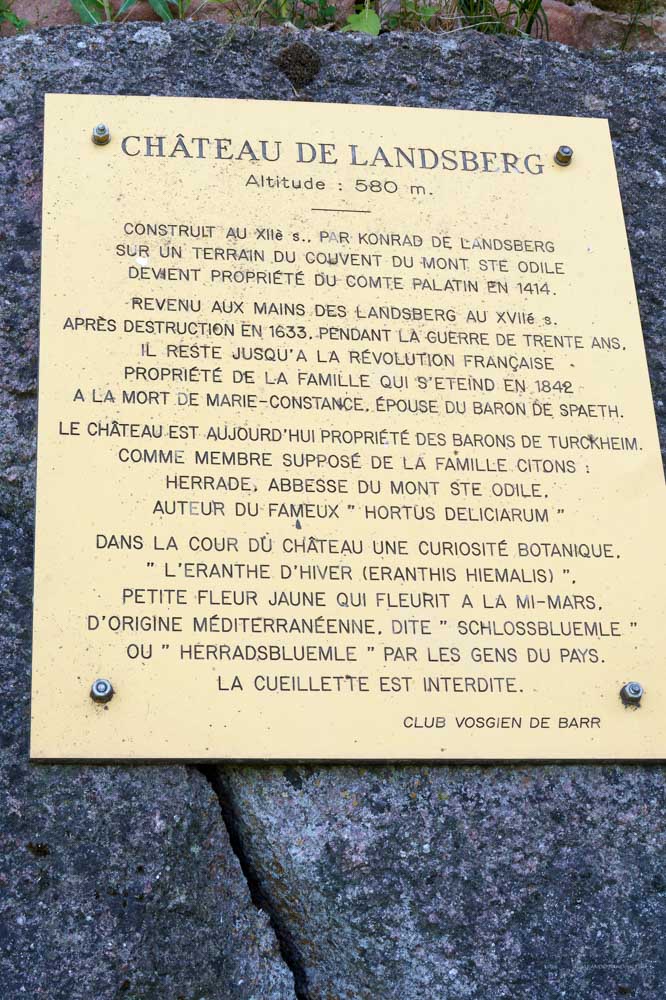 CHÂTEAU DE LANDSBERG
Altitude : 580 m.
CONSTRUIT AU XIIè s., PAR KONRAD DE LANDSBERG
SUR UN TERRAIN DU COUVENT DU MONT STE ODILE
DEVIENT PROPRIÉTÉ DU COMTE PALATIN EN 1414.
REVENU AUX MAINS DES LANDSBERG AU XVIIé s.
APRÈS DESTRUCTION EN 1633, PENDANT LA GUERRE DE TRENTE ANS,
IL RESTE JUSQU'A LA RÉVOLUTION FRANÇAISE
PROPRIÉTÉ DE LA FAMILLE QUI S'ETEIND EN 1842
A LA MORT DE MARIE-CONSTANCE, ÉPOUSE DU BARON DE SPAETH.
LE CHÂTEAU EST AUJOURD'HUI PROPRIÉTÉ DES BARONS DE TURCKHEIM.
COMME MEMBRE SUPPOSÉ DE LA FAMILLE CITONS :
HERRADE, ABBESSE DU MONT STE ODILE,
AUTEUR DU FAMEUX " HORTUS DELICIARUM "
DANS LA COUR DU CHÂTEAU UNE CURIOSITÉ BOTANIQUE,
" L'ERANTHE D'HIVER (ERANTHIS HIEMALIS) ",
PETITE FLEUR JAUNE QUI FLEURIT A LA MI-MARS,
D'ORIGINE MÉDITERRANÉENNE, DITE " SCHLOSSBLUEMLE "
OU " HERRADSBLUEMLE " PAR LES GENS DU PAYS.
LA CUEILLETTE EST INTERDITE.
CLUB VOSGIEN DE BARR